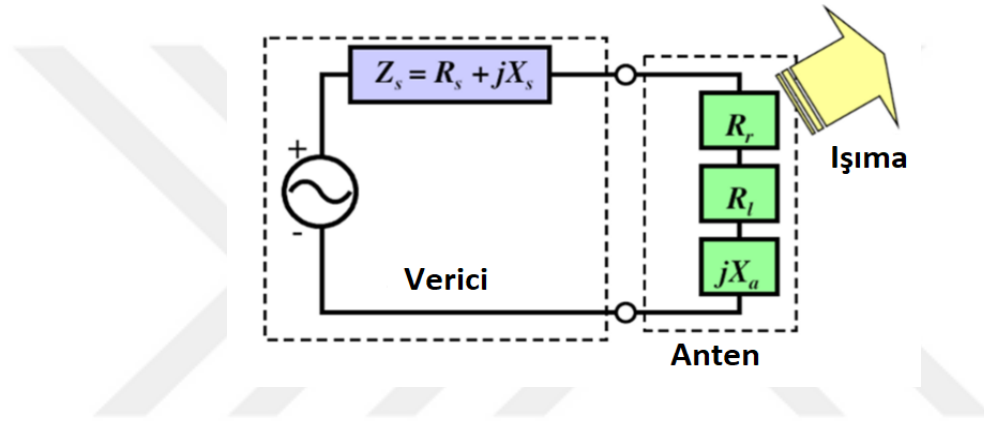 Zs = Rs + jXs
+
-
Verici
Rr
Rl
jXa
Işıma
Anten